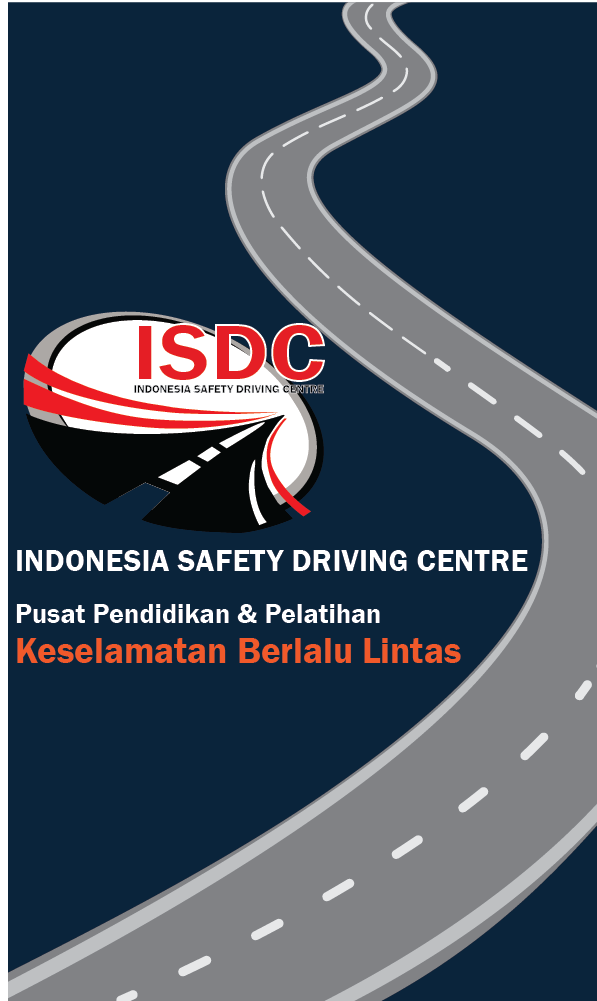 ISDC
INDONESIA SAFETY DRIVING CENTRE
INDONESIA SAFETY DRIVING CENTRE
Pusat Pendidikan & Pelatihan
Keselamatan Berlalu Lintas